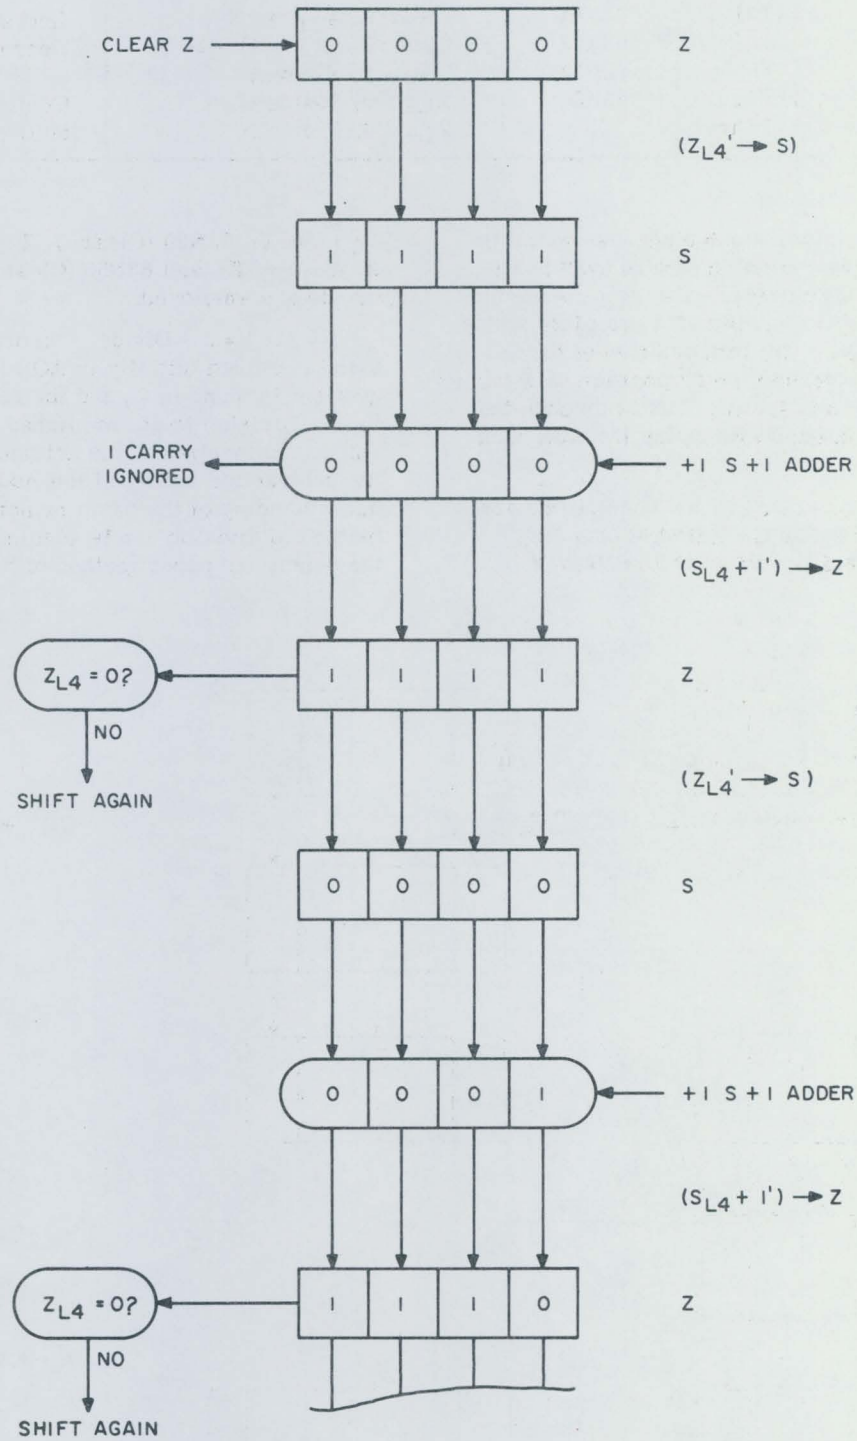 CLEAR Z
0 0 0 0
Z
(Z_L4' → S)
1 1 1 1
S
1 CARRY
IGNORED
0 0 0 0
+1 S +1 ADDER
(S_L4 + 1') → Z
Z_L4 = 0?
1 1 1 1
Z
NO
SHIFT AGAIN
(Z_L4' → S)
0 0 0 0
S
0 0 0 1
+1 S +1 ADDER
(S_L4 + 1') → Z
Z_L4 = 0?
1 1 1 0
Z
NO
SHIFT AGAIN